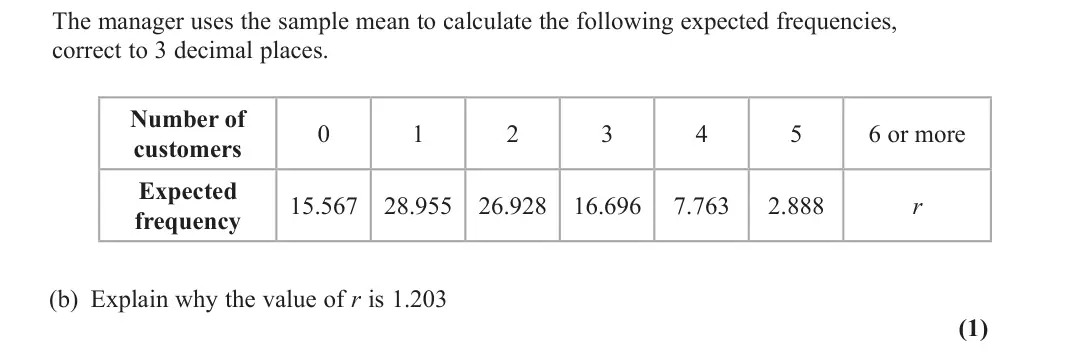 The manager uses the sample mean to calculate the following expected frequencies,
correct to 3 decimal places.
Number of customers 0 1 2 3 4 5 6 or more
Expected frequency 15.567 28.955 26.928 16.696 7.763 2.888 r
(b) Explain why the value of r is 1.203
(1)